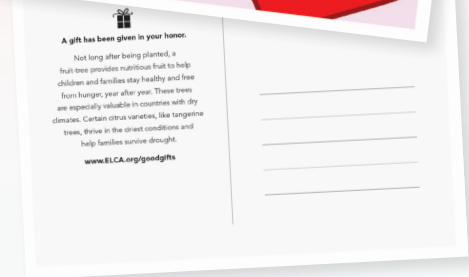 A gift has been given in your honor.
Not long after being planted, a
fruit-tree provides nutritious fruit to help
children and families stay healthy and free
from hunger, year after year. These trees
are especially valuable in countries with dry
climates. Certain citrus varieties, like tangerine
trees, thrive in the driest conditions and
help families survive drought.
www.ELCA.org/goodgifts